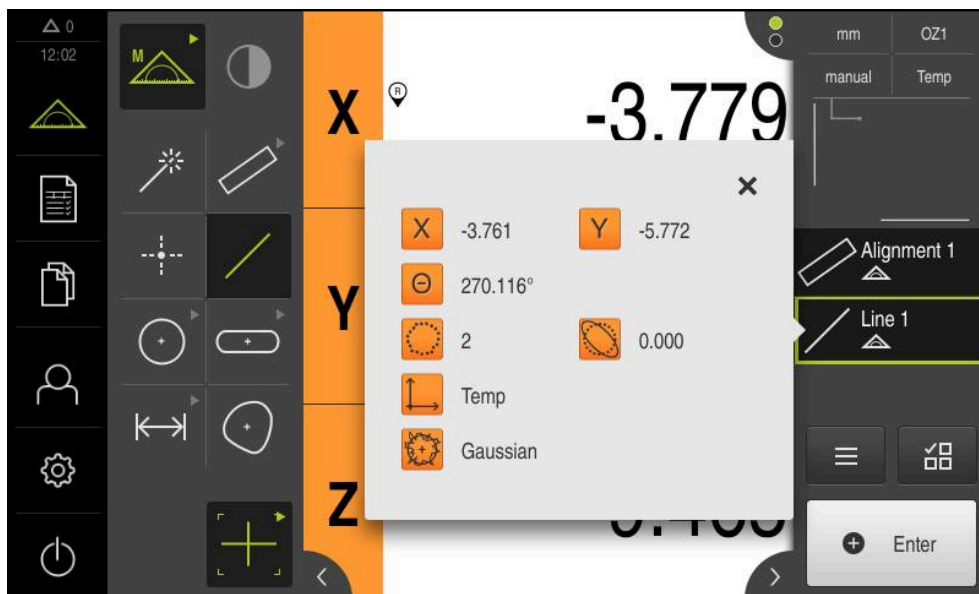 0
12:02
M
X
R
-3.779
mm
OZ1
manual
Temp
X -3.761 Y -5.772
Θ 270.116°
2 0.000
Temp
Gaussian
Y
Z
Alignment 1
Line 1
Enter